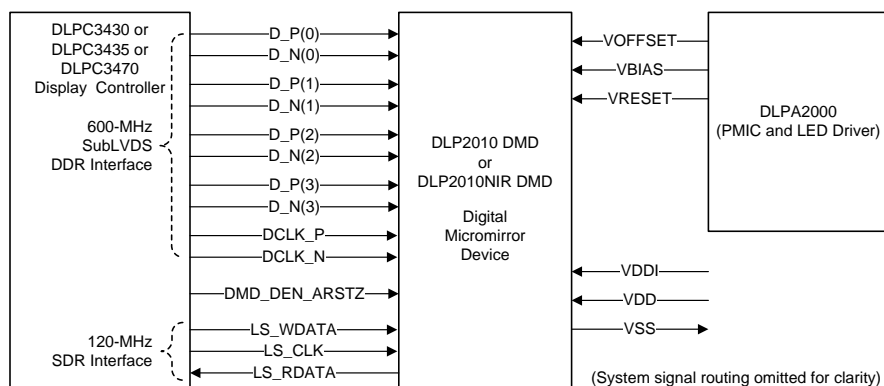 DLPC3430 or
DLPC3435 or
DLPC3470
Display Controller
600-MHz
SubLVDS
DDR Interface
120-MHz
SDR Interface
D_P(0)
D_N(0)
D_P(1)
D_N(1)
D_P(2)
D_N(2)
D_P(3)
D_N(3)
DCLK_P
DCLK_N
DMD_DEN_ARSTZ
LS_WDATA
LS_CLK
LS_RDATA
DLP2010 DMD
or
DLP2010NIR DMD
Digital
Micromirror
Device
VOFFSET
VBIAS
VRESET
VDDI
VDD
VSS
DLPA2000
(PMIC and LED Driver)
(System signal routing omitted for clarity)